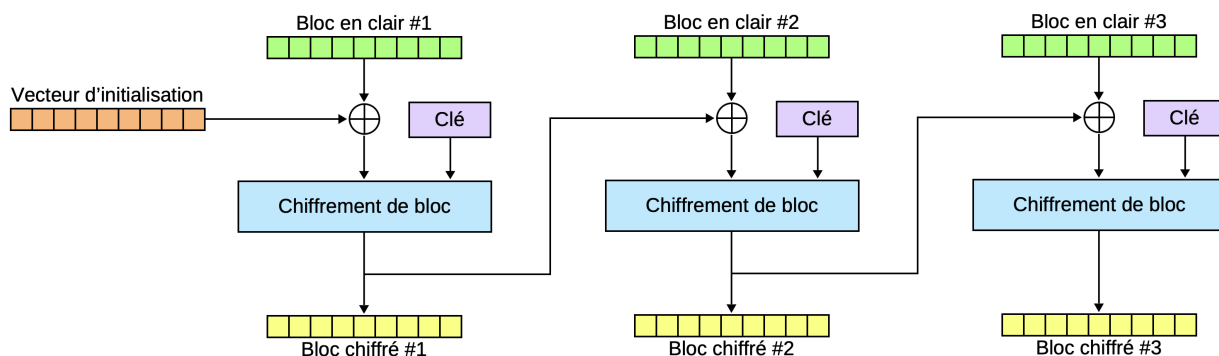 Bloc en clair #1
Bloc en clair #2
Bloc en clair #3
Vecteur d’initialisation
Clé
Clé
Clé
Chiffrement de bloc
Chiffrement de bloc
Chiffrement de bloc
Bloc chiffré #1
Bloc chiffré #2
Bloc chiffré #3